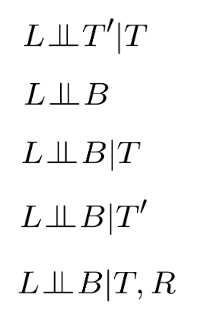 L ⫫ T′|T
L ⫫ B
L ⫫ B|T
L ⫫ B|T′
L ⫫ B|T, R